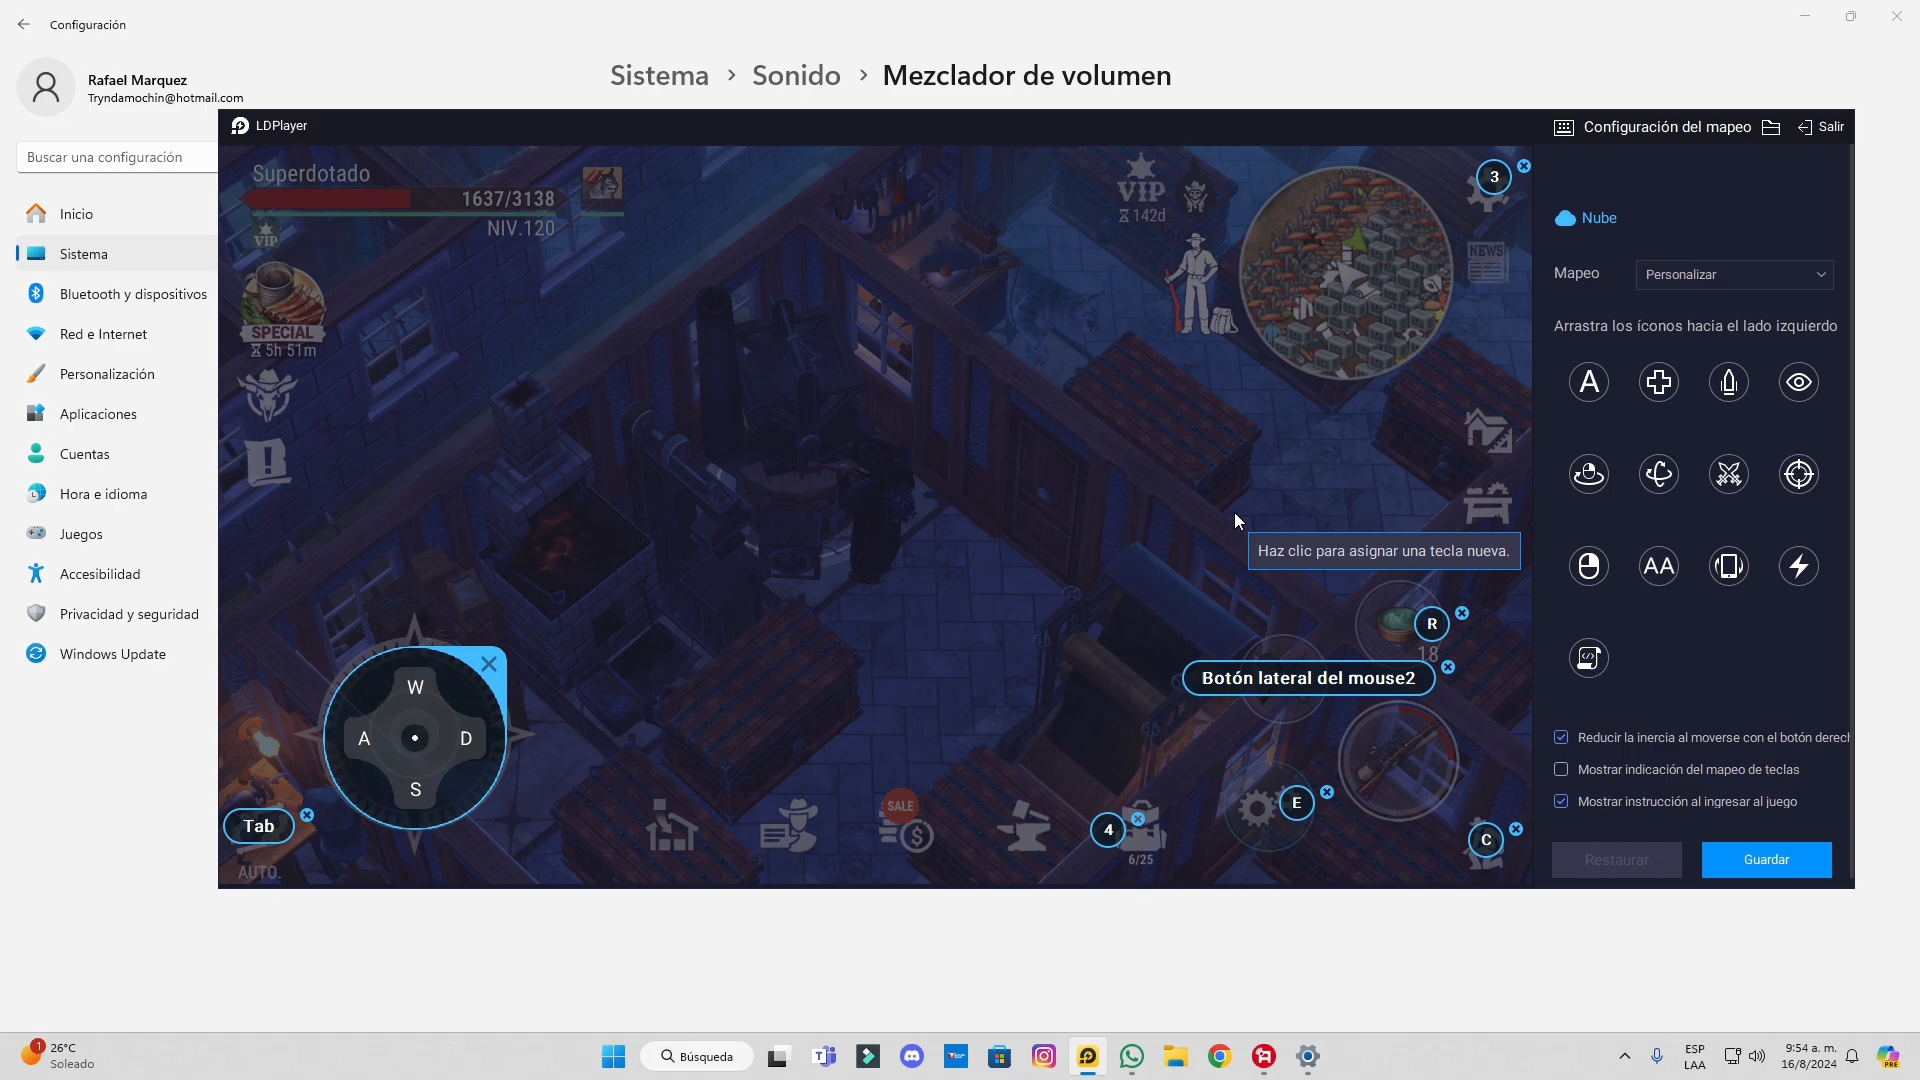 Configuración
Rafael Marquez
Tryndamochin@hotmail.com
Buscar una configuración
Inicio
Sistema
Bluetooth y dispositivos
Red e Internet
Personalización
Aplicaciones
Cuentas
Hora e idioma
Juegos
Accesibilidad
Privacidad y seguridad
Windows Update
Sistema > Sonido > Mezclador de volumen
LDPlayer
Configuración del mapeo
Salir
Superdotado
1637/3138
NIV.120
VIP
SPECIAL
5h 51m
VIP
142d
3
NEWS
Haz clic para asignar una tecla nueva.
R
18
Botón lateral del mouse2
W
A
D
S
Tab
AUTO.
SALE
4
6/25
E
C
Nube
Mapeo
Personalizar
Arrastra los íconos hacia el lado izquierdo
A
AA
Reducir la inercia al moverse con el botón derech
Mostrar indicación del mapeo de teclas
Mostrar instrucción al ingresar al juego
Restaurar
Guardar
1
26°C
Soleado
Búsqueda
ESP
LAA
9:54 a. m.
16/8/2024
PRE